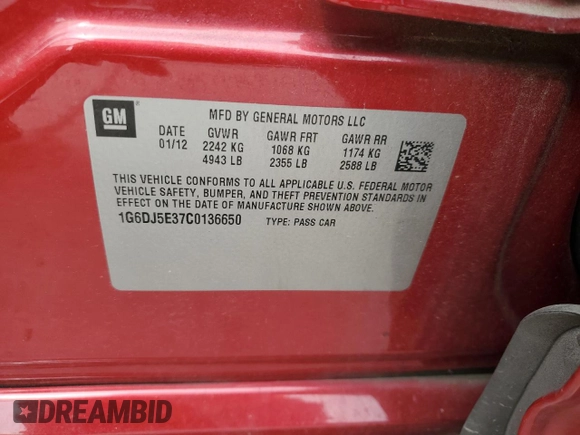 GM
MFD BY GENERAL MOTORS LLC
DATE GVWR GAWR FRT GAWR RR
01/12 2242 KG 1068 KG 1174 KG
4943 LB 2355 LB 2588 LB
THIS VEHICLE CONFORMS TO ALL APPLICABLE U.S. FEDERAL MOTOR
VEHICLE SAFETY, BUMPER, AND THEFT PREVENTION STANDARDS IN
EFFECT ON THE DATE OF MANUFACTURE SHOWN ABOVE.
1G6DJ5E37C0136650 TYPE: PASS CAR
DREAMBID